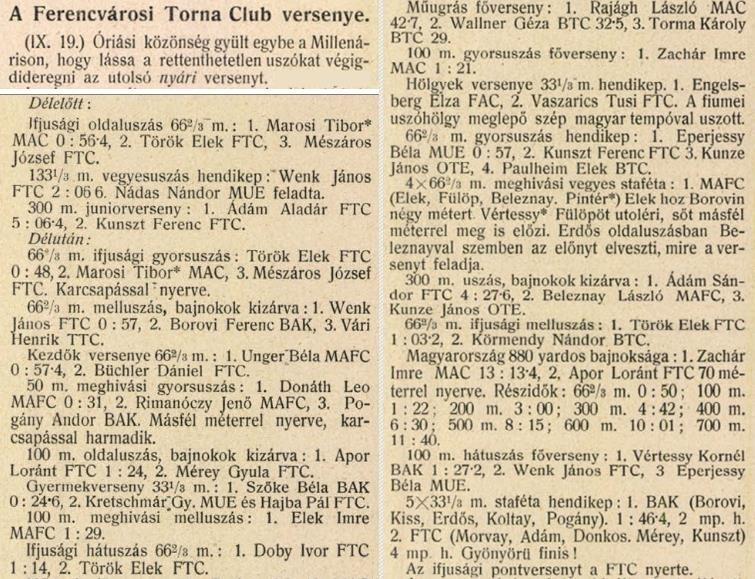 A Ferencvárosi Torna Club versenye.
(IX. 19.) Óriási közönség gyült egybe a Millená-
rison, hogy lássa a rettenthetetlen uszókat végig-
dideregni az utolsó nyári versenyt.
Délelőtt :
Ifjusági oldaluszás 66²/₃ m. : 1. Marosi Tibor*
MAC 0 : 56·4, 2. Török Elek FTC, 3. Mészáros
József FTC.
133¹/₃ m. vegyesuszás hendikep : Wenk János
FTC 2 : 06 6. Nádas Nándor MUE feladta.
300 m. juniorverseny : 1. Ádám Aladár FTC
5 : 06·4, 2. Kunszt Ferenc FTC.
Délután :
66²/₃ m. ifjusági gyorsuszás : Török Elek FTC
0 : 48, 2. Marosi Tibor* MAC, 3. Mészáros József
FTC. Karcsapással nyerve.
66²/₃ m. melluszás, bajnokok kizárva : 1. Wenk
János FTC 0 : 57, 2. Borovi Ferenc BAK, 3. Vári
Henrik TTC.
Kezdők versenye 66²/₃ m. : 1. Unger Béla MAFC
0 : 57·4, 2. Büchler Dániel FTC.
50 m. meghivási gyorsuszás : 1. Donáth Leo
MAFC 0 : 31, 2. Rimanóczy Jenő MAFC, 3. Po-
gány Andor BAK. Másfél méterrel nyerve, kar-
csapással harmadik.
100 m. oldaluszás, bajnokok kizárva : 1. Apor
Loránt FTC 1 : 24, 2. Mérey Gyula FTC.
Gyermekverseny 33¹/₃ m. : 1. Szőke Béla BAK
0 : 24·6, 2. Kretschmár Gy. MUE és Hajba Pál FTC.
100 m. meghivási melluszás : 1. Elek Imre
MAFC 1 : 29.
Ifjusági hátuszás 66²/₃ m. : 1. Doby Ivor FTC
1 : 14, 2. Török Elek FTC.
Műugrás főverseny : 1. Rajágh László MAC
42·7, 2. Wallner Géza BTC 32·5, 3. Torma Károly
BTC 29.
100 m. gyorsuszás főverseny : 1. Zachár Imre
MAC 1 : 21.
Hölgyek versenye 33¹/₃ m. hendikep. 1. Engels-
berg Elza FAC, 2. Vaszarics Tusi FTC. A fiumei
uszóhölgy meglepő szép magyar tempóval uszott.
66²/₃ m. gyorsuszás hendikep : 1. Eperjessy
Béla MUE 0 : 57, 2. Kunszt Ferenc FTC 3. Kunze
János OTE, 4. Paulheim Elek BTC.
4×66²/₃ m. meghivási vegyes staféta : 1. MAFC
(Elek, Fülöp, Beleznay. Pintér*) Elek hoz Borovin
négy métert. Vértessy* Fülöpöt utoléri, sőt másfél
méterrel meg is előzi. Erdős oldaluszásban Be-
leznayval szemben az előnyt elveszti, mire a ver-
senyt feladja.
300 m. uszás, bajnokok kizárva : 1. Ádám Sán-
dor FTC 4 : 27·6, 2. Beleznay László MAFC, 3.
Kunze János OTE.
66²/₃ m. ifjusági melluszás : 1. Török Elek FTC
1 : 03·2, 2. Körmendy Nándor BTC.
Magyarország 880 yardos bajnoksága : 1. Zachár
Imre MAC 13 : 13·4, 2. Apor Loránt FTC 70 mé-
terrel nyerve. Részidők : 66²/₃ m. 0 : 50 ; 100 m.
1 : 22 ; 200 m. 3 : 00 ; 300 m. 4 : 42 ; 400 m.
6 : 30 ; 500 m. 8 : 15 ; 600 m. 10 : 01 ; 700 m.
11 : 40.
100 m. hátuszás főverseny : 1. Vértessy Kornél
BAK 1 : 27·2, 2. Wenk János FTC, 3 Eperjessy
Béla MUE.
5×33¹/₃ m. staféta hendikep : 1. BAK (Borovi,
Kiss, Erdős, Koltay, Pogány). 1 : 46·4, 2 mp. h.
2. FTC (Morvay, Adám, Donkos. Mérey, Kunszt)
4 mp. h. Gyönyörü finis !
Az ifjusági pontversenyt a FTC nyerte.